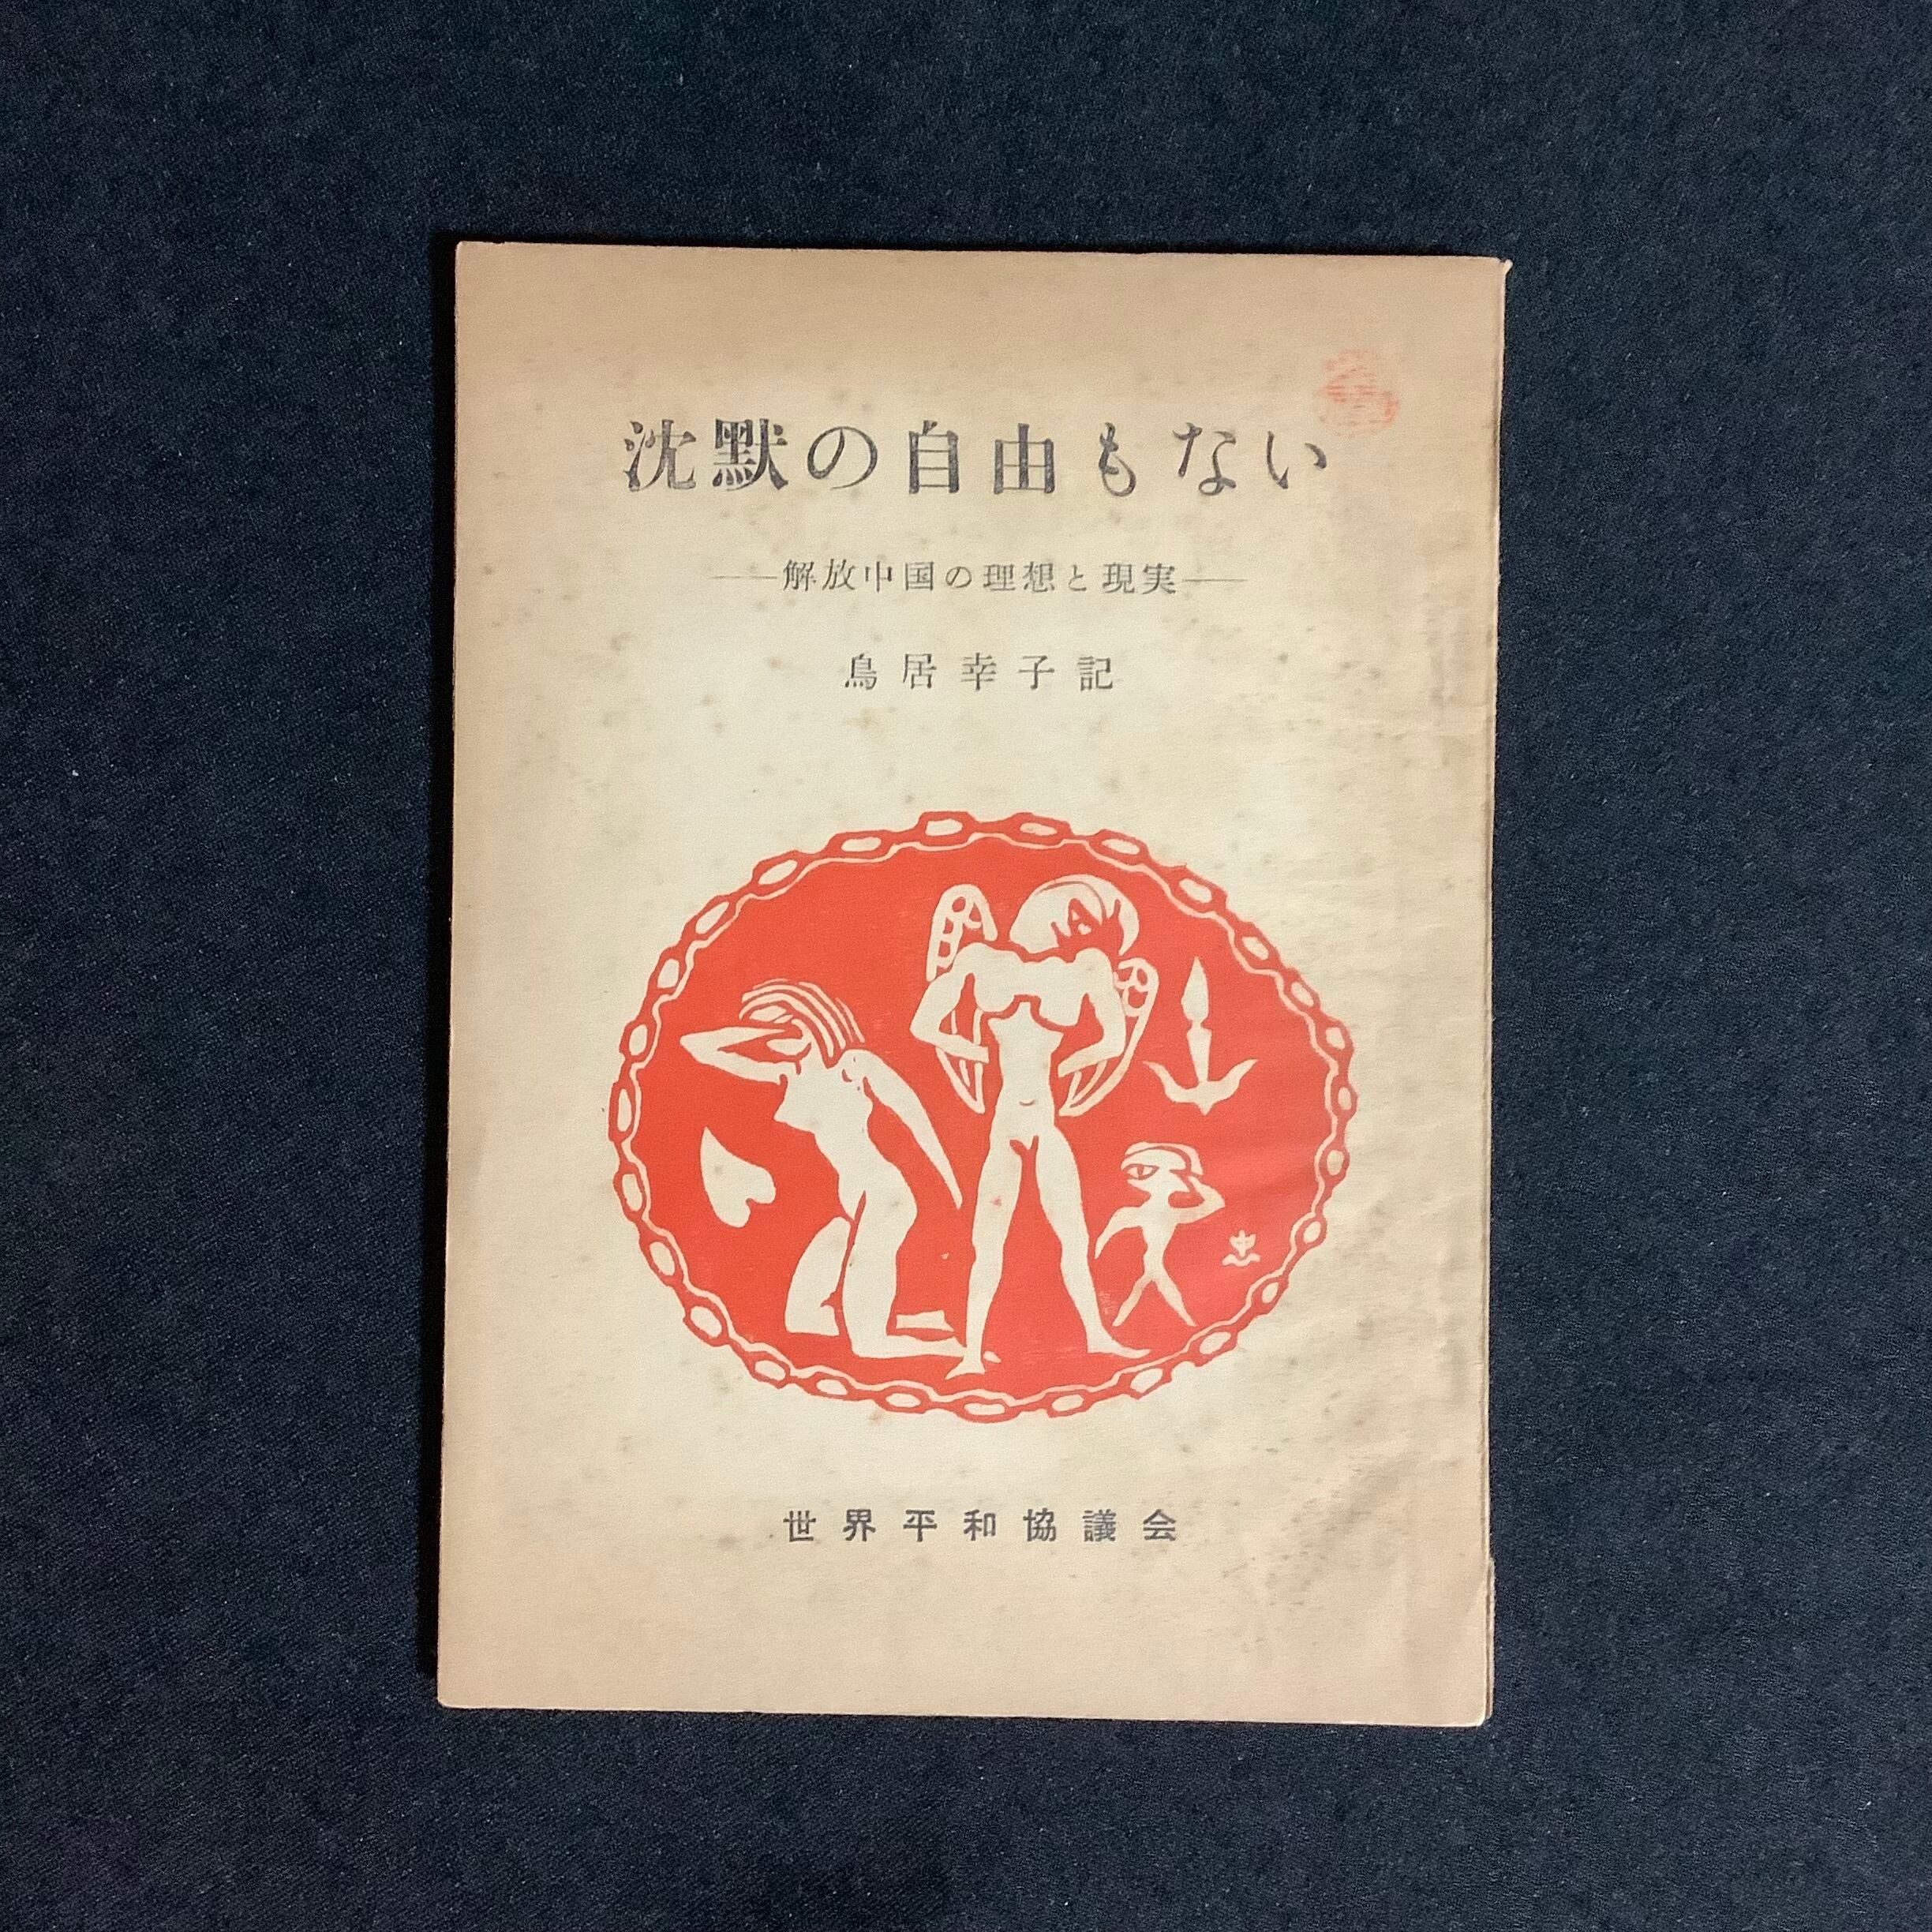 沈黙の自由もない
——解放中国の理想と現実——
鳥居幸子記
世界平和協議会